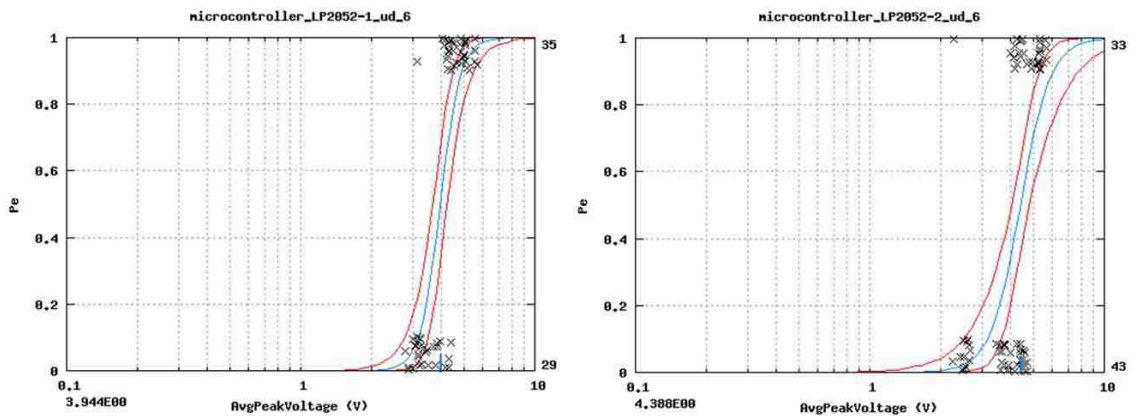 microcontroller_LP2052-1_ud_6
1
0.8
0.6
0.4
0.2
0
Pe
35
29
0.1
1
10
3.944E00
AvgPeakVoltage (V)
microcontroller_LP2052-2_ud_6
1
0.8
0.6
0.4
0.2
0
Pe
33
43
0.1
1
10
4.388E00
AvgPeakVoltage (V)